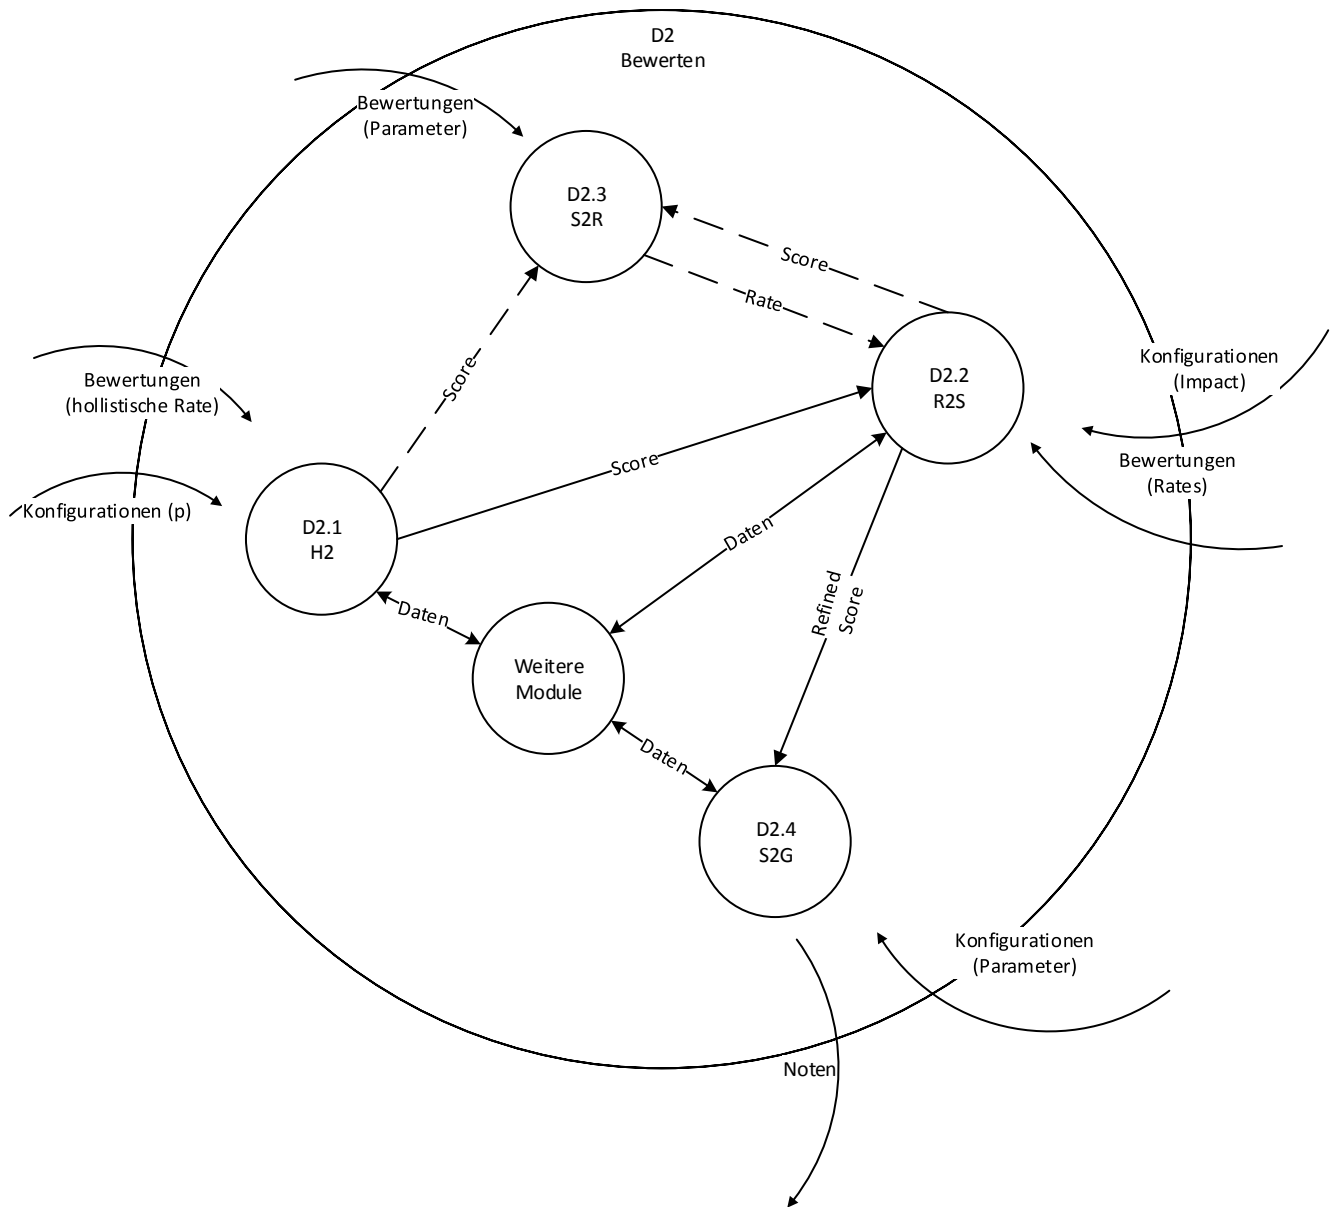 D2
Bewerten
Bewertungen
(Parameter)
D2.3
S2R
Score
Rate
Konfigurationen
(Impact)
Bewertungen
(hollistische Rate)
Score
D2.2
R2S
Score
Bewertungen
(Rates)
Konfigurationen (p)
D2.1
H2
Daten
Daten
Refined
Score
Weitere
Module
Daten
D2.4
S2G
Konfigurationen
(Parameter)
Noten